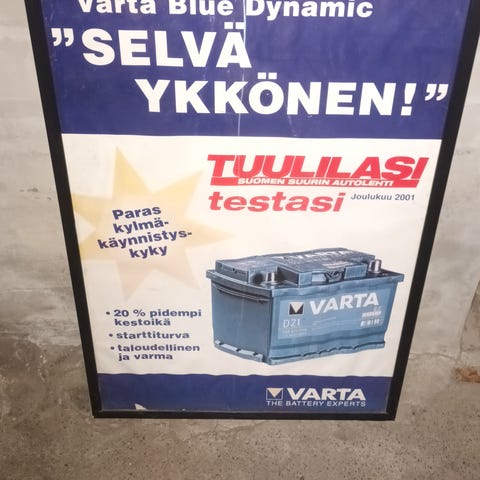 Varta Blue Dynamic
”SELVÄ
YKKÖNEN!”
TUULILASI
SUOMEN SUURIN AUTOLEHTI
testasi Joulukuu 2001
Paras
kylmä-
käynnistys-
kyky
VARTA
D21
• 20 % pidempi
kestoikä
• starttiturva
• taloudellinen
ja varma
VARTA
THE BATTERY EXPERTS